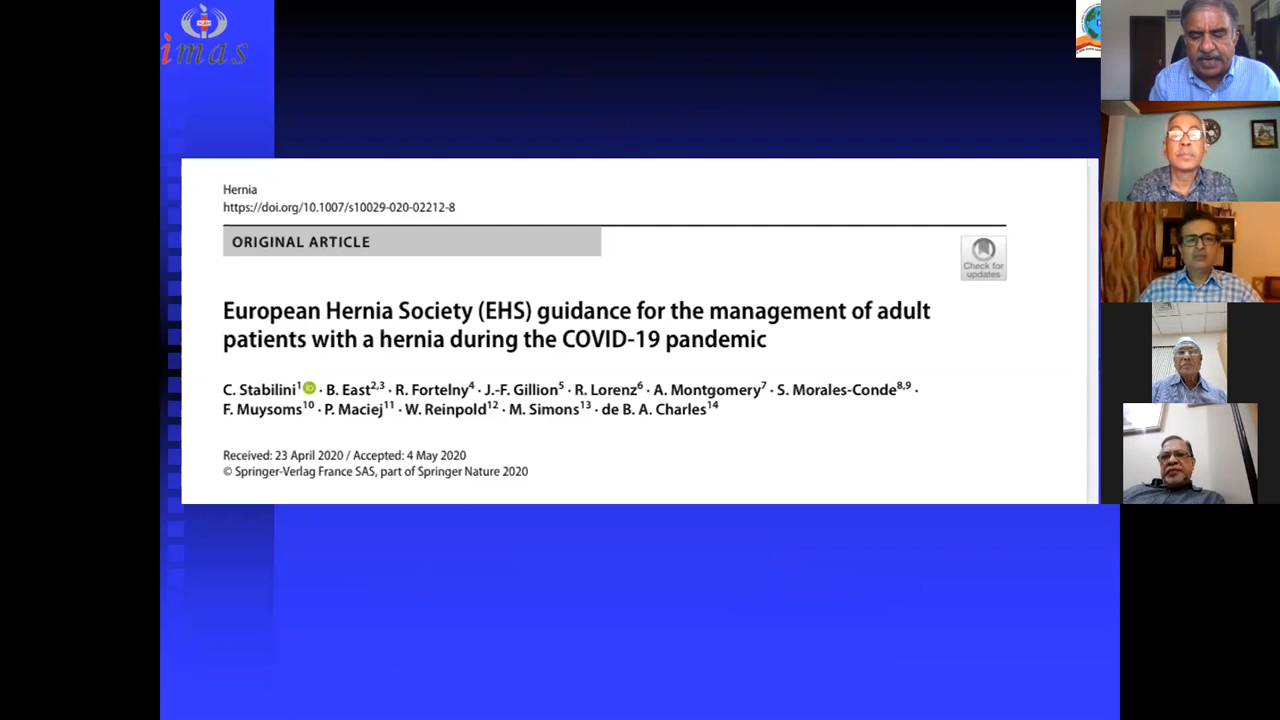 imas
Hernia
https://doi.org/10.1007/s10029-020-02212-8
ORIGINAL ARTICLE
Check for
updates
European Hernia Society (EHS) guidance for the management of adult
patients with a hernia during the COVID-19 pandemic
C. Stabilini1 · B. East2,3 · R. Fortelny4 · J.-F. Gillion5 · R. Lorenz6 · A. Montgomery7 · S. Morales-Conde8,9 ·
F. Muysoms10 · P. Maciej11 · W. Reinpold12 · M. Simons13 · de B. A. Charles14
Received: 23 April 2020 / Accepted: 4 May 2020
© Springer-Verlag France SAS, part of Springer Nature 2020